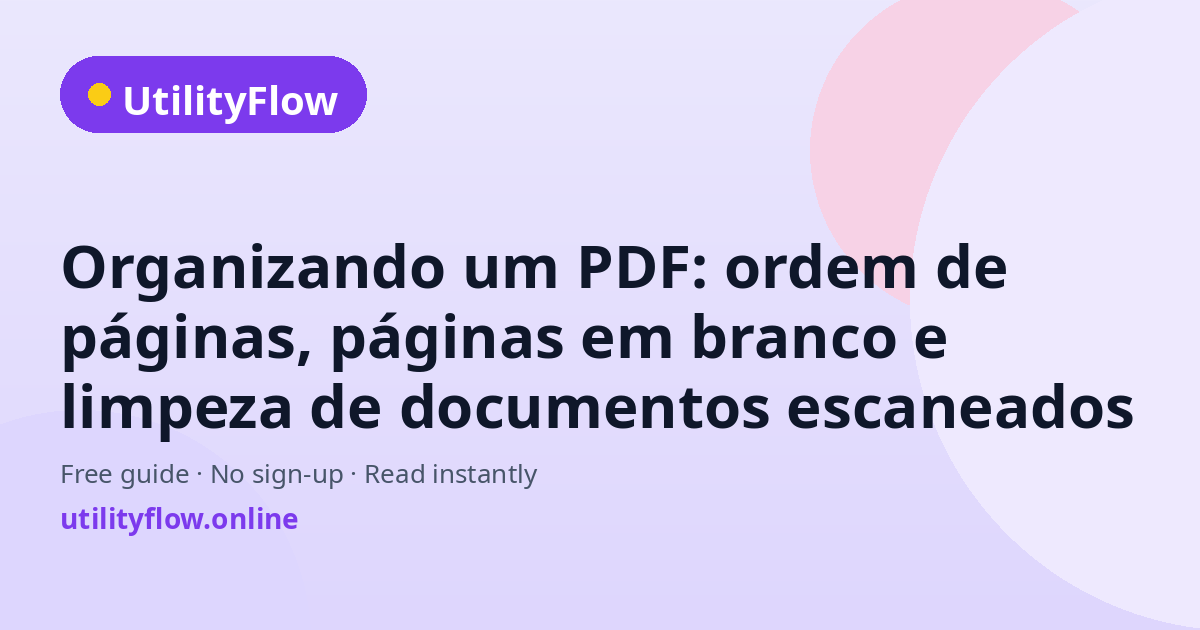 UtilityFlow
Organizando um PDF: ordem de
páginas, páginas em branco e
limpeza de documentos escaneados
Free guide · No sign-up · Read instantly
utilityflow.online